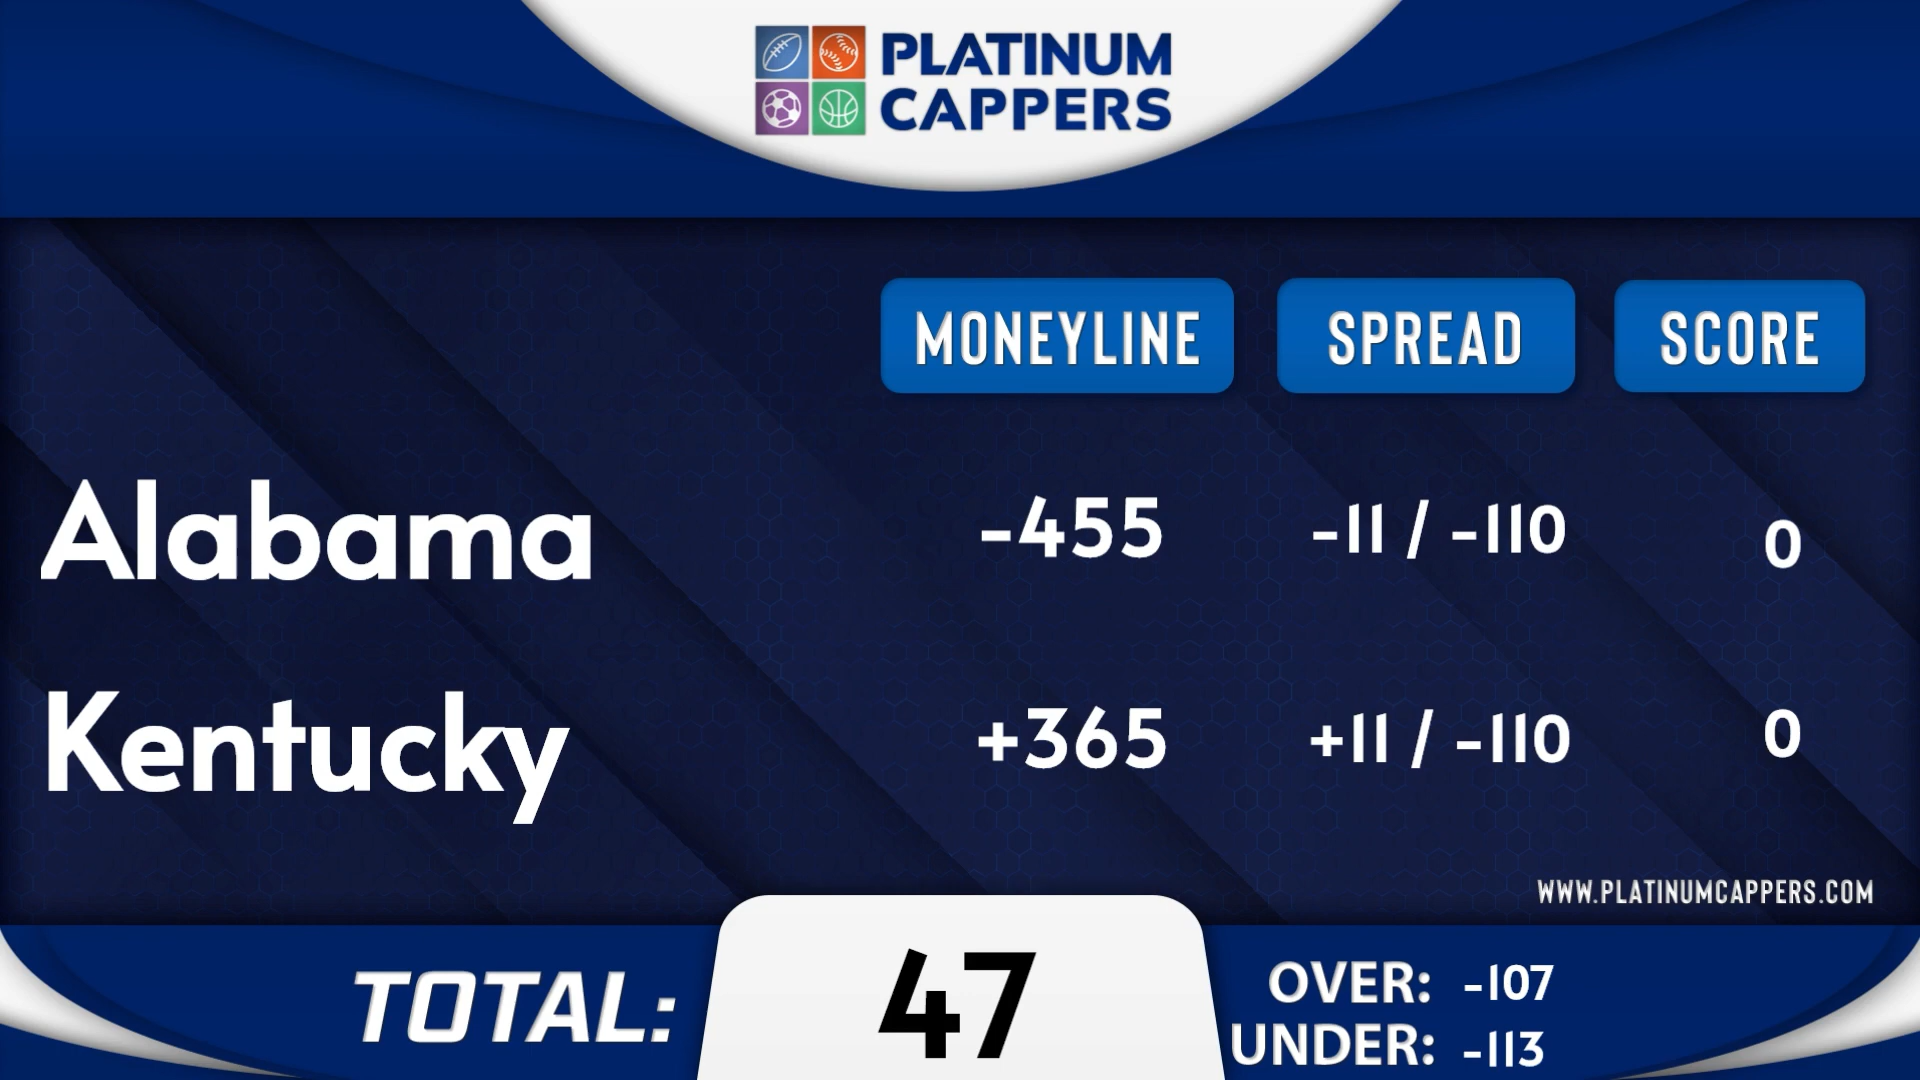 PLATINUM
CAPPERS
MONEYLINE SPREAD SCORE
Alabama -455 -11 / -110 0
Kentucky +365 +11 / -110 0
WWW.PLATINUMCAPPERS.COM
TOTAL: 47
OVER: -107
UNDER: -113